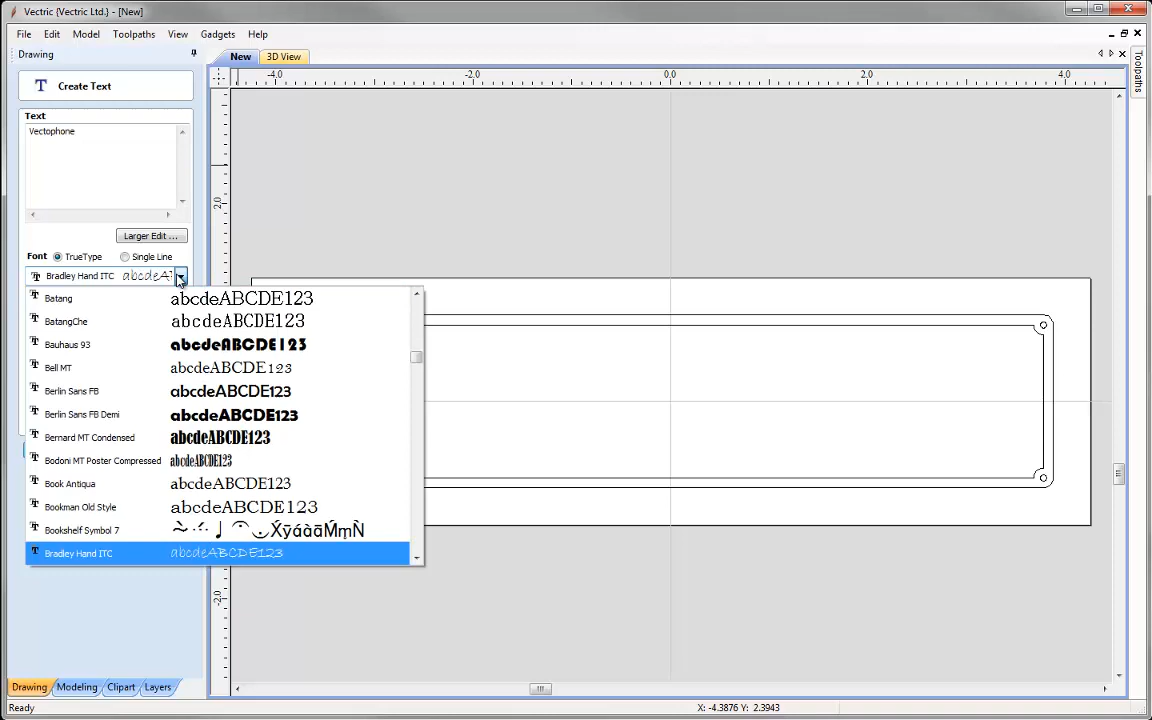 Vectric {Vectric Ltd.} - [New]
File Edit Model Toolpaths View Gadgets Help
Drawing
New 3D View
Toolpaths
-4.0 -2.0 0.0 2.0 4.0
Create Text
Text
Vectophone
2.0
Larger Edit ...
Font TrueType Single Line
Bradley Hand ITC abcdeA
Batang abcdeABCDE123
BatangChe abcdeABCDE123
Bauhaus 93 abcdeABCDE123
Bell MT abcdeABCDE123
Berlin Sans FB abcdeABCDE123
Berlin Sans FB Demi abcdeABCDE123
Bernard MT Condensed abcdeABCDE123
Bodoni MT Poster Compressed abcdeABCDE123
Book Antiqua abcdeABCDE123
Bookman Old Style abcdeABCDE123
Bookshelf Symbol 7
Bradley Hand ITC abcdeABCDE123
-2.0
Drawing Modeling Clipart Layers
Ready X: -4.3876 Y: 2.3943